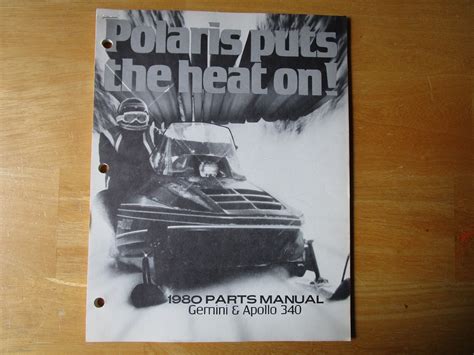 Polaris puts
the heat on!
1980 PARTS MANUAL
Gemini & Apollo 340